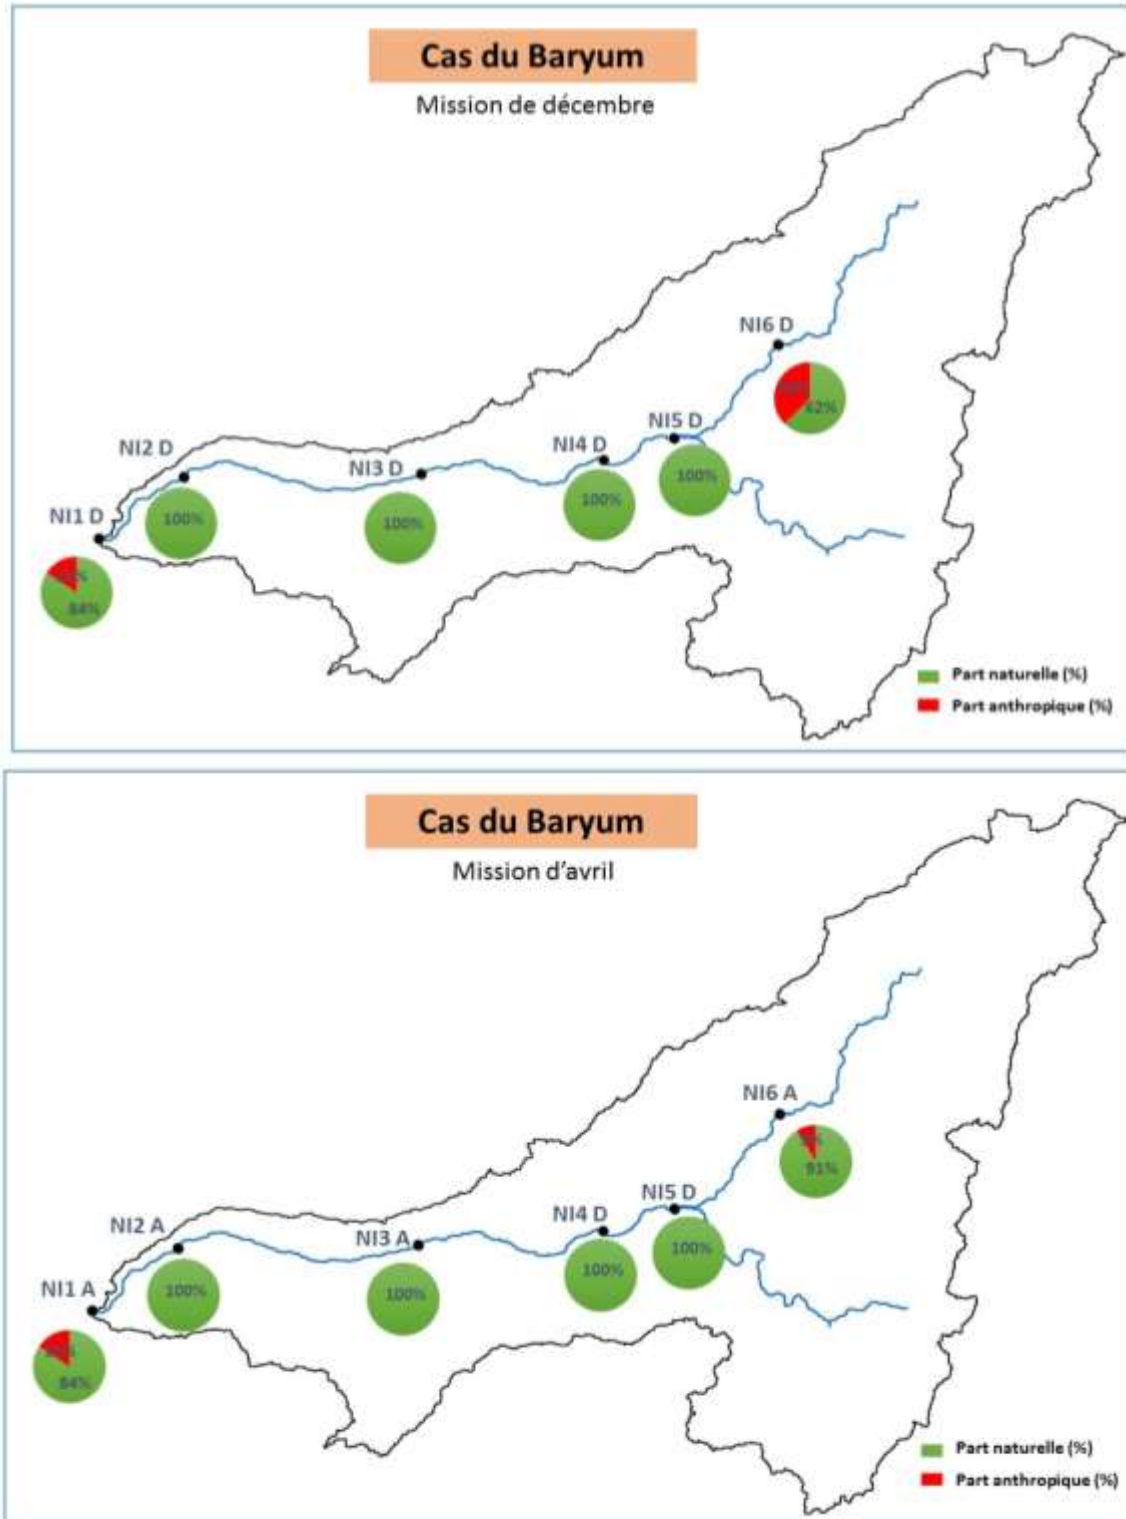 Cas du Baryum
Mission de décembre
NI6 D
NI5 D
NI4 D
NI2 D
NI3 D
NI1 D
100%
100%
100%
100%
84%
Part naturelle (%)
Part anthropique (%)
Cas du Baryum
Mission d'avril
NI6 A
91%
NI5 D
NI4 D
NI2 A
NI3 A
NI1 A
100%
100%
100%
100%
84%
Part naturelle (%)
Part anthropique (%)